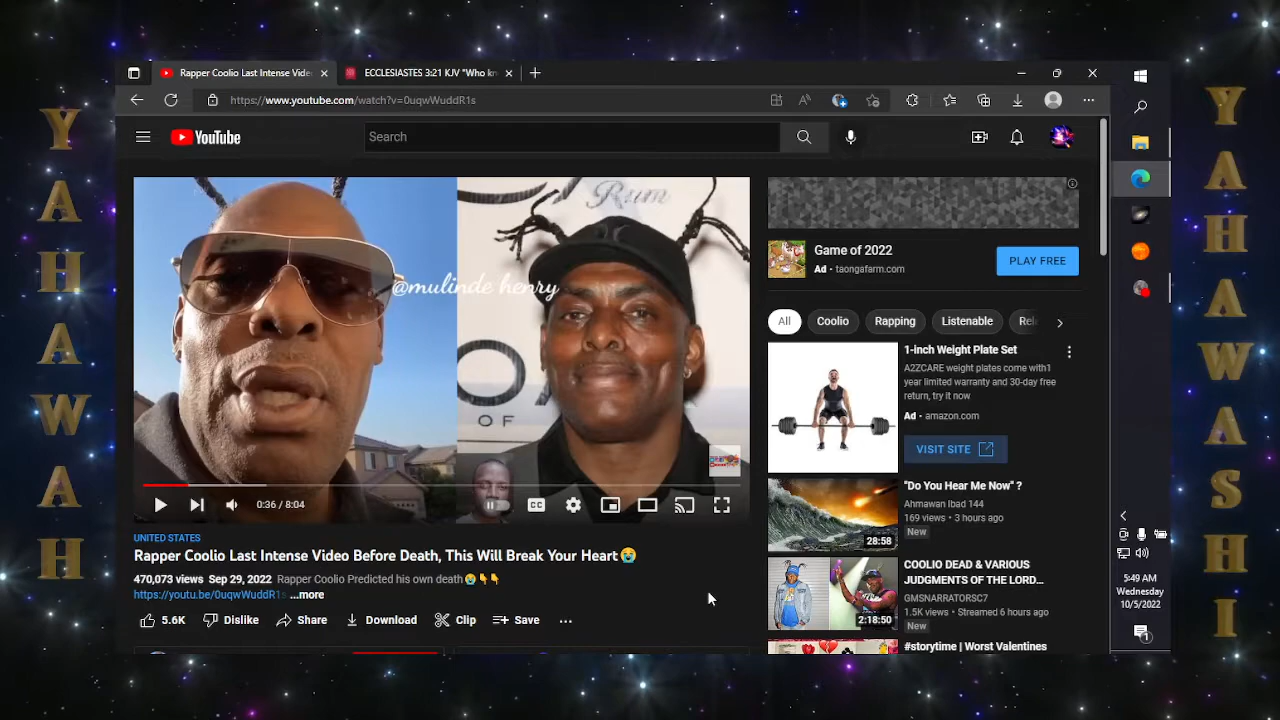 YAHAWAH
Rapper Coolio Last Intense Vide
ECCLESIASTES 3:21 KJV "Who kn
https://www.youtube.com/watch?v=0uqwWuddR1s
YouTube
Search
Rum
@mulinde henry
OF
0:36 / 8:04
CC
UNITED STATES
Rapper Coolio Last Intense Video Before Death, This Will Break Your Heart😭
470,073 views Sep 29, 2022 Rapper Coolio Predicted his own death😭👇👇
https://youtu.be/0uqwWuddR1s ...more
5.6K Dislike Share Download Clip Save ...
Game of 2022
Ad • taongafarm.com
PLAY FREE
All Coolio Rapping Listenable Rel
1-inch Weight Plate Set
A2ZCARE weight plates come with1
year limited warranty and 30-day free
return, try it now
Ad • amazon.com
VISIT SITE
"Do You Hear Me Now" ?
Ahmawan Ibad 144
169 views • 3 hours ago
New
28:58
COOLIO DEAD & VARIOUS
JUDGMENTS OF THE LORD...
GMSNARRATORSC7
1.5K views • Streamed 6 hours ago
New
2:18:50
#storytime | Worst Valentines
5:49 AM
Wednesday
10/5/2022
1
YAHAWASHI